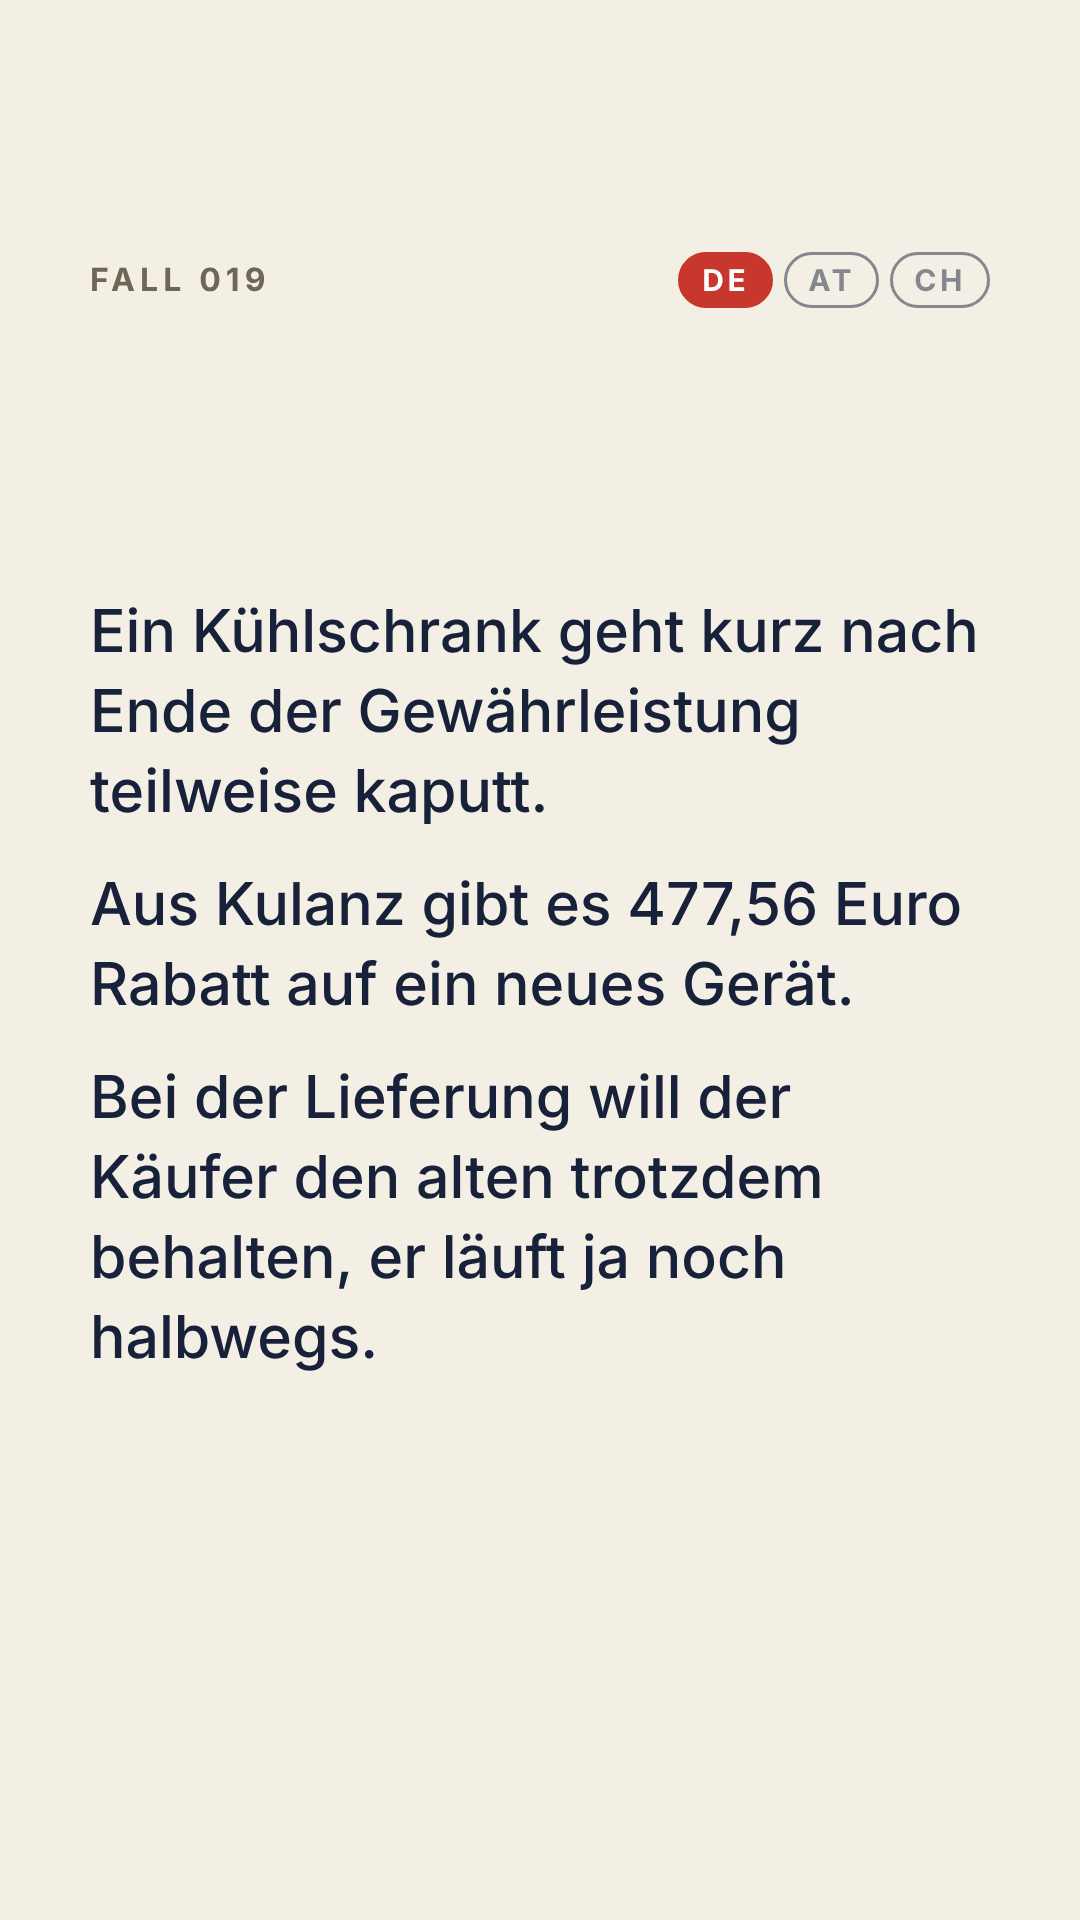 FALL 019
DE AT CH
Ein Kühlschrank geht kurz nach
Ende der Gewährleistung
teilweise kaputt.
Aus Kulanz gibt es 477,56 Euro
Rabatt auf ein neues Gerät.
Bei der Lieferung will der
Käufer den alten trotzdem
behalten, er läuft ja noch
halbwegs.